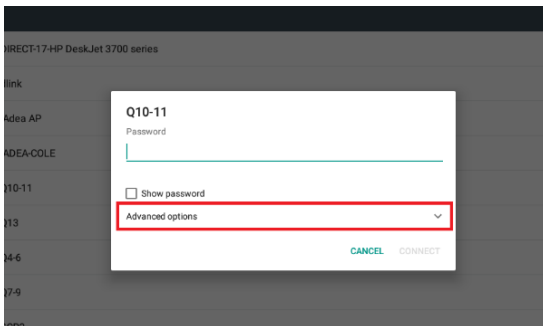 DIRECT-17-HP DeskJet 3700 series
llink
Adea AP
ADEA-COLE
Q10-11
Q13
Q4-6
Q7-9
Q10-11
Password
Show password
Advanced options
CANCEL CONNECT